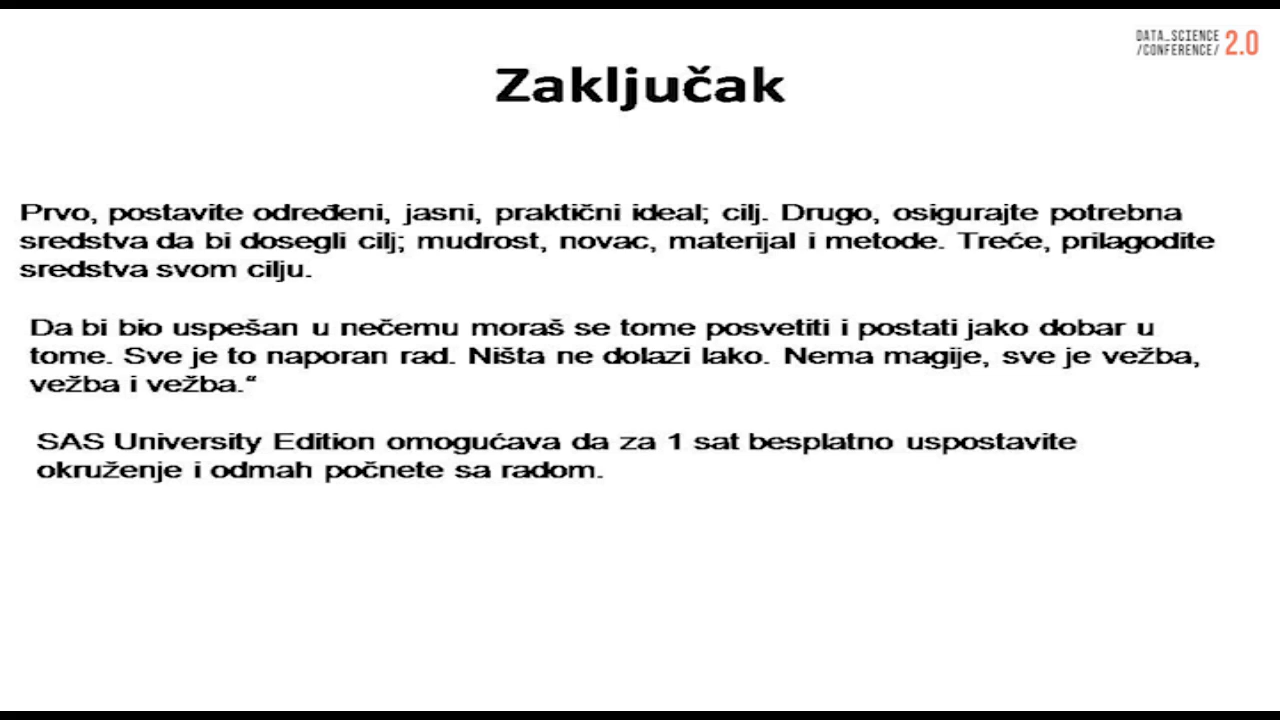 DATA_SCIENCE
/CONFERENCE/ 2.0
Zaključak
Prvo, postavite određeni, jasni, praktični ideal; cilj. Drugo, osigurajte potrebna
sredstva da bi dosegli cilj; mudrost, novac, materijal i metode. Treće, prilagodite
sredstva svom cilju.
Da bi bio uspešan u nečemu moraš se tome posvetiti i postati jako dobar u
tome. Sve je to naporan rad. Ništa ne dolazi lako. Nema magije, sve je vežba,
vežba i vežba.“
SAS University Edition omogućava da za 1 sat besplatno uspostavite
okruženje i odmah počnete sa radom.